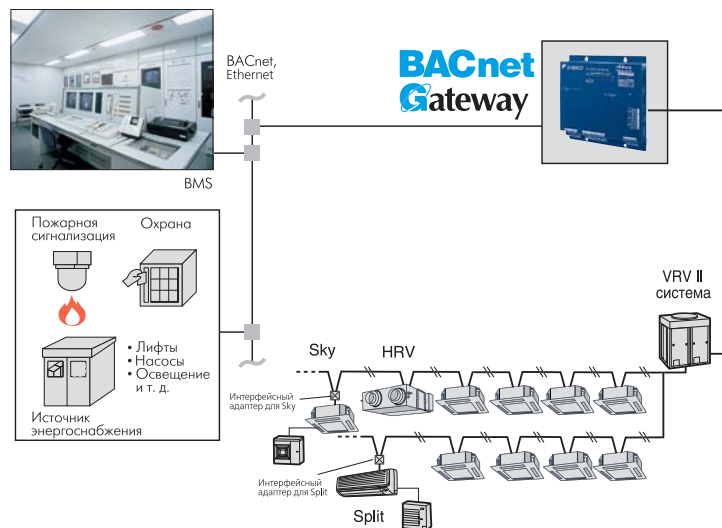 BACnet,
Ethernet
BACnet
Gateway
BMS
Пожарная
сигнализация
Охрана
• Лифты
• Насосы
• Освещение
и т. д.
Источник
энергоснабжения
VRV II
система
Sky
HRV
Интерфейсный
адаптер для Sky
Интерфейсный
адаптер для Split
Split